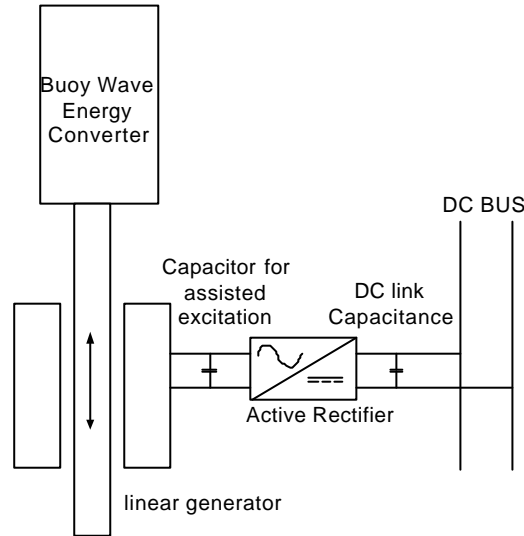 Buoy Wave
Energy
Converter
DC BUS
Capacitor for
assisted
excitation
DC link
Capacitance
Active Rectifier
linear generator